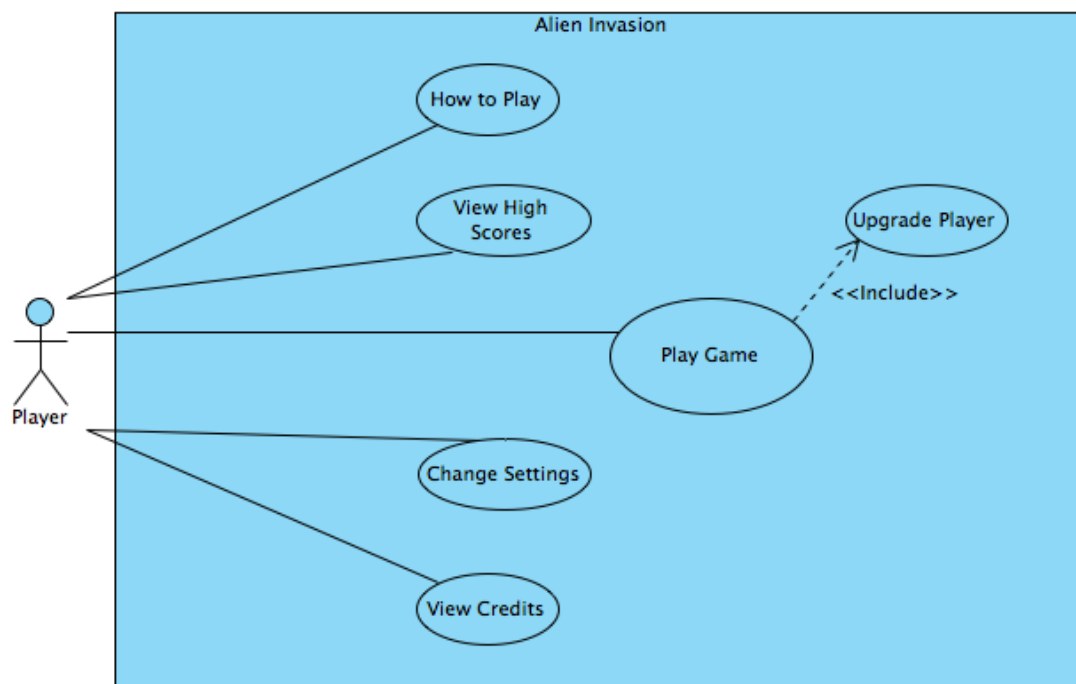 Alien Invasion
How to Play
View High
Scores
Upgrade Player
<<Include>>
Play Game
Player
Change Settings
View Credits